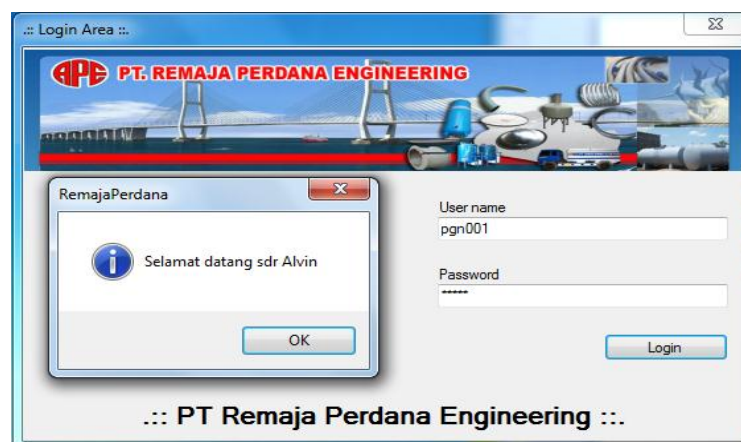 .:: Login Area ::.
PT. REMAJA PERDANA ENGINEERING
RemajaPerdana
Selamat datang sdr Alvin
OK
User name
pgn001
Password
*****
Login
.:: PT Remaja Perdana Engineering ::.